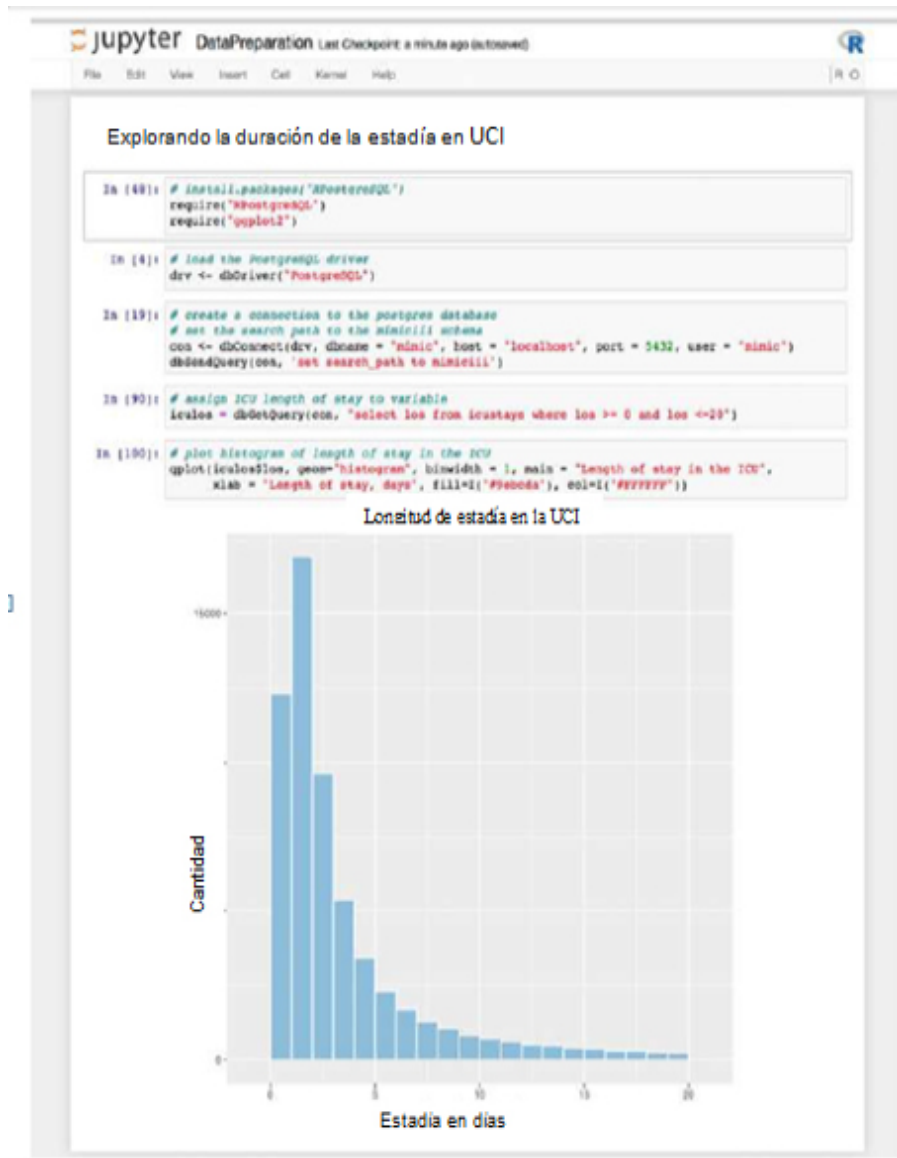 jupyter DataPreparation Last Checkpoint: a minute ago (autosaved)
R
File Edit View Insert Cell Kernel Help
R O
Explorando la duración de la estadía en UCI
In [48]: # install.packages('RPostgreSQL')
require("RPostgreSQL")
require("ggplot2")
In [4]: # load the PostgreSQL driver
drv <- dbDriver("PostgreSQL")
In [19]: # create a connection to the postgres database
# set the search path to the mimiciii schema
con <- dbConnect(drv, dbname = "mimic", host = "localhost", port = 5432, user = "mimic")
dbSendQuery(con, 'set search_path to mimiciii')
In [90]: # assign ICU length of stay to variable
iculos = dbGetQuery(con, "select los from icustays where los >= 0 and los <=20")
In [100]: # plot histogram of length of stay in the ICU
qplot(iculos$los, geom="histogram", binwidth = 1, main = "Length of stay in the ICU",
xlab = "Length of stay, days", fill=I("#9ebcda"), col=I("#FFFFFF"))
Longitud de estadía en la UCI
15000
Cantidad
0
0 5 10 15 20
Estadía en días